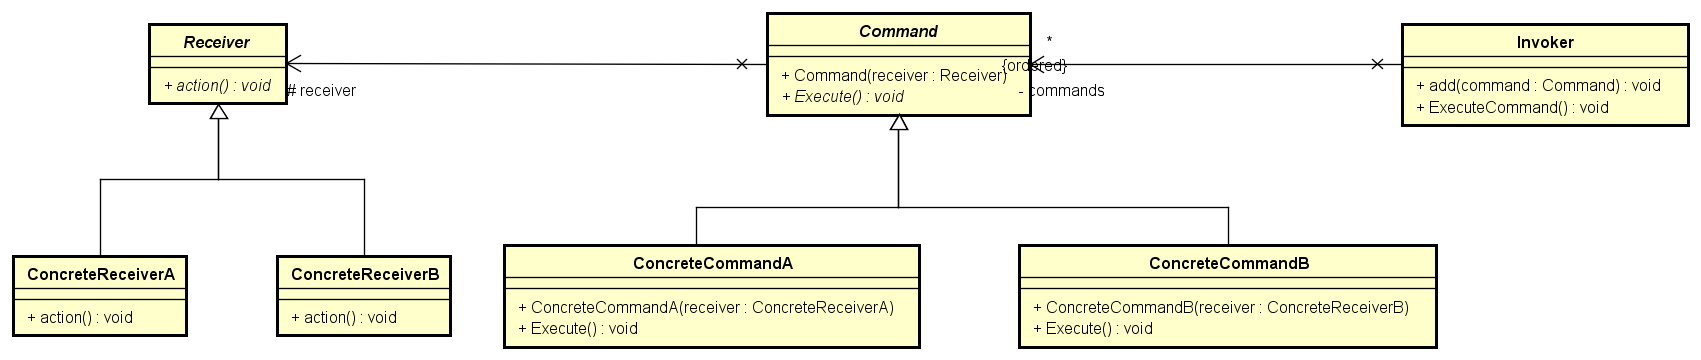 Receiver
+ action() : void
# receiver
Command
+ Command(receiver : Receiver)
+ Execute() : void
*
{ordered}
- commands
Invoker
+ add(command : Command) : void
+ ExecuteCommand() : void
ConcreteReceiverA
+ action() : void
ConcreteReceiverB
+ action() : void
ConcreteCommandA
+ ConcreteCommandA(receiver : ConcreteReceiverA)
+ Execute() : void
ConcreteCommandB
+ ConcreteCommandB(receiver : ConcreteReceiverB)
+ Execute() : void